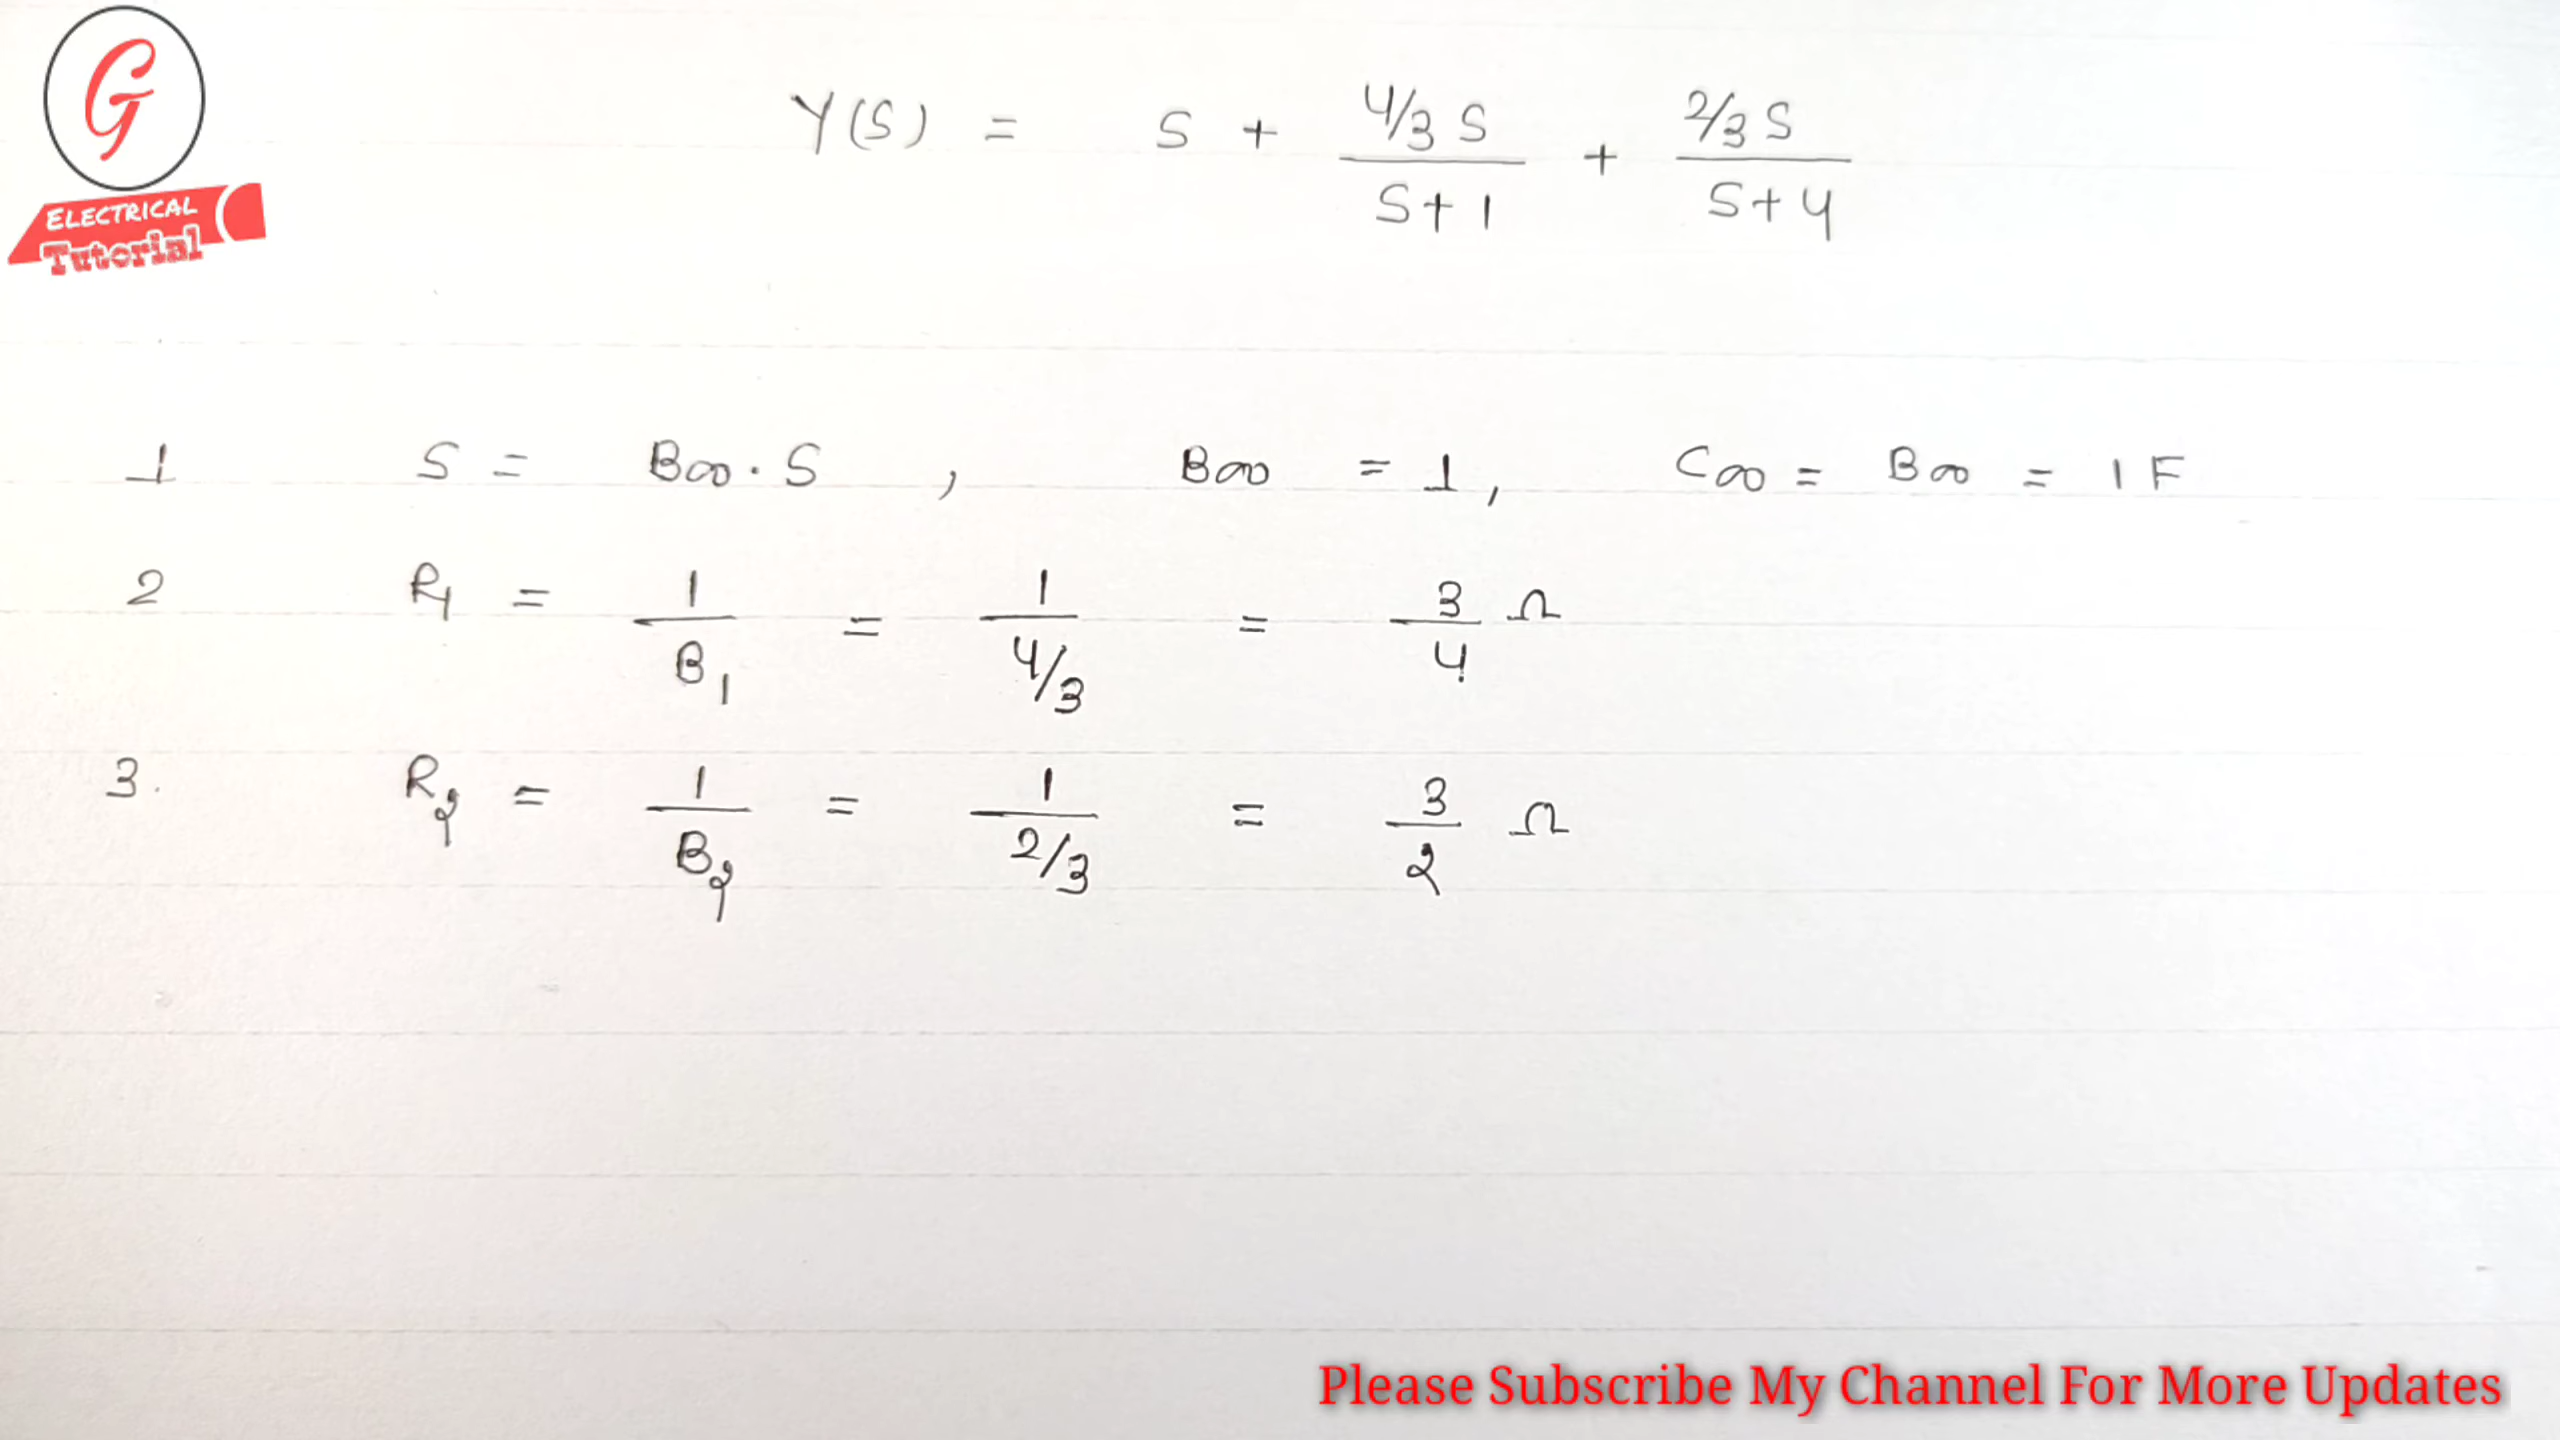 G
ELECTRICAL
Tutorial
Y(S) = S + 4/3 S / S+1 + 2/3 S / S+4
1 S = B∞ . S , B∞ = 1, C∞ = B∞ = 1 F
2 R1 = 1 / B1 = 1 / 4/3 = 3/4 Ω
3. R2 = 1 / B2 = 1 / 2/3 = 3/2 Ω
Please Subscribe My Channel For More Updates